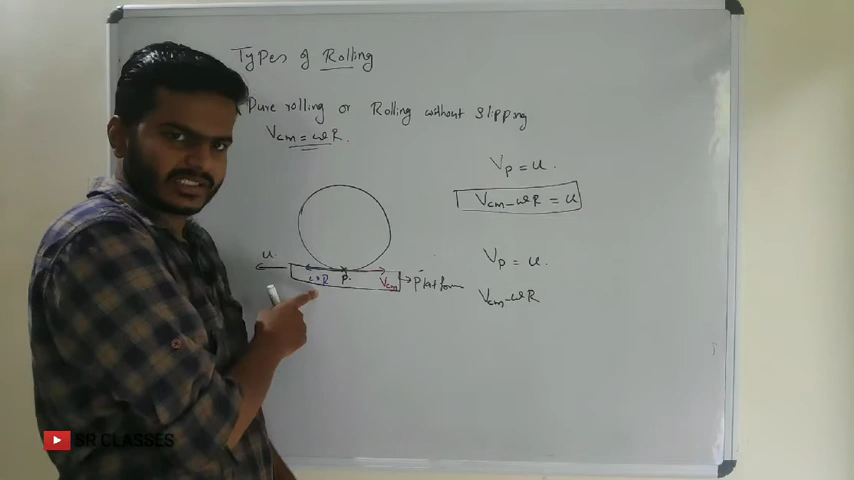 Types of Rolling
Pure rolling or Rolling without Slipping
Vcm = ωR.
Vp = u.
Vcm - ωR = u
u.
ωR P. Vcm → Platform
Vp = u.
Vcm - ωR
SR CLASSES